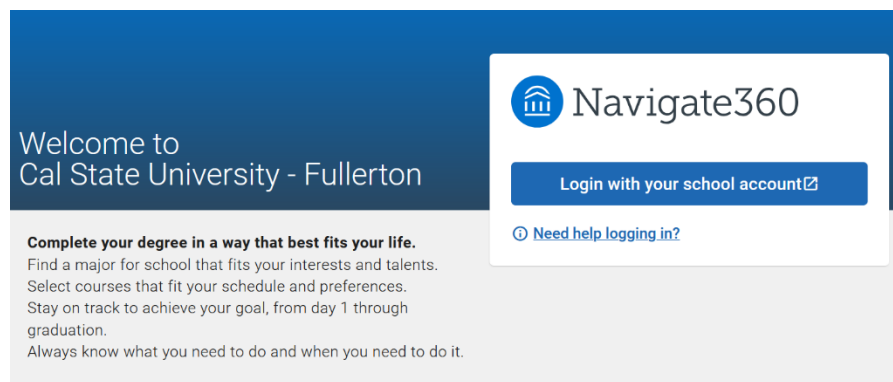 Welcome to
Cal State University - Fullerton
Navigate360
Login with your school account
Need help logging in?
Complete your degree in a way that best fits your life.
Find a major for school that fits your interests and talents.
Select courses that fit your schedule and preferences.
Stay on track to achieve your goal, from day 1 through
graduation.
Always know what you need to do and when you need to do it.